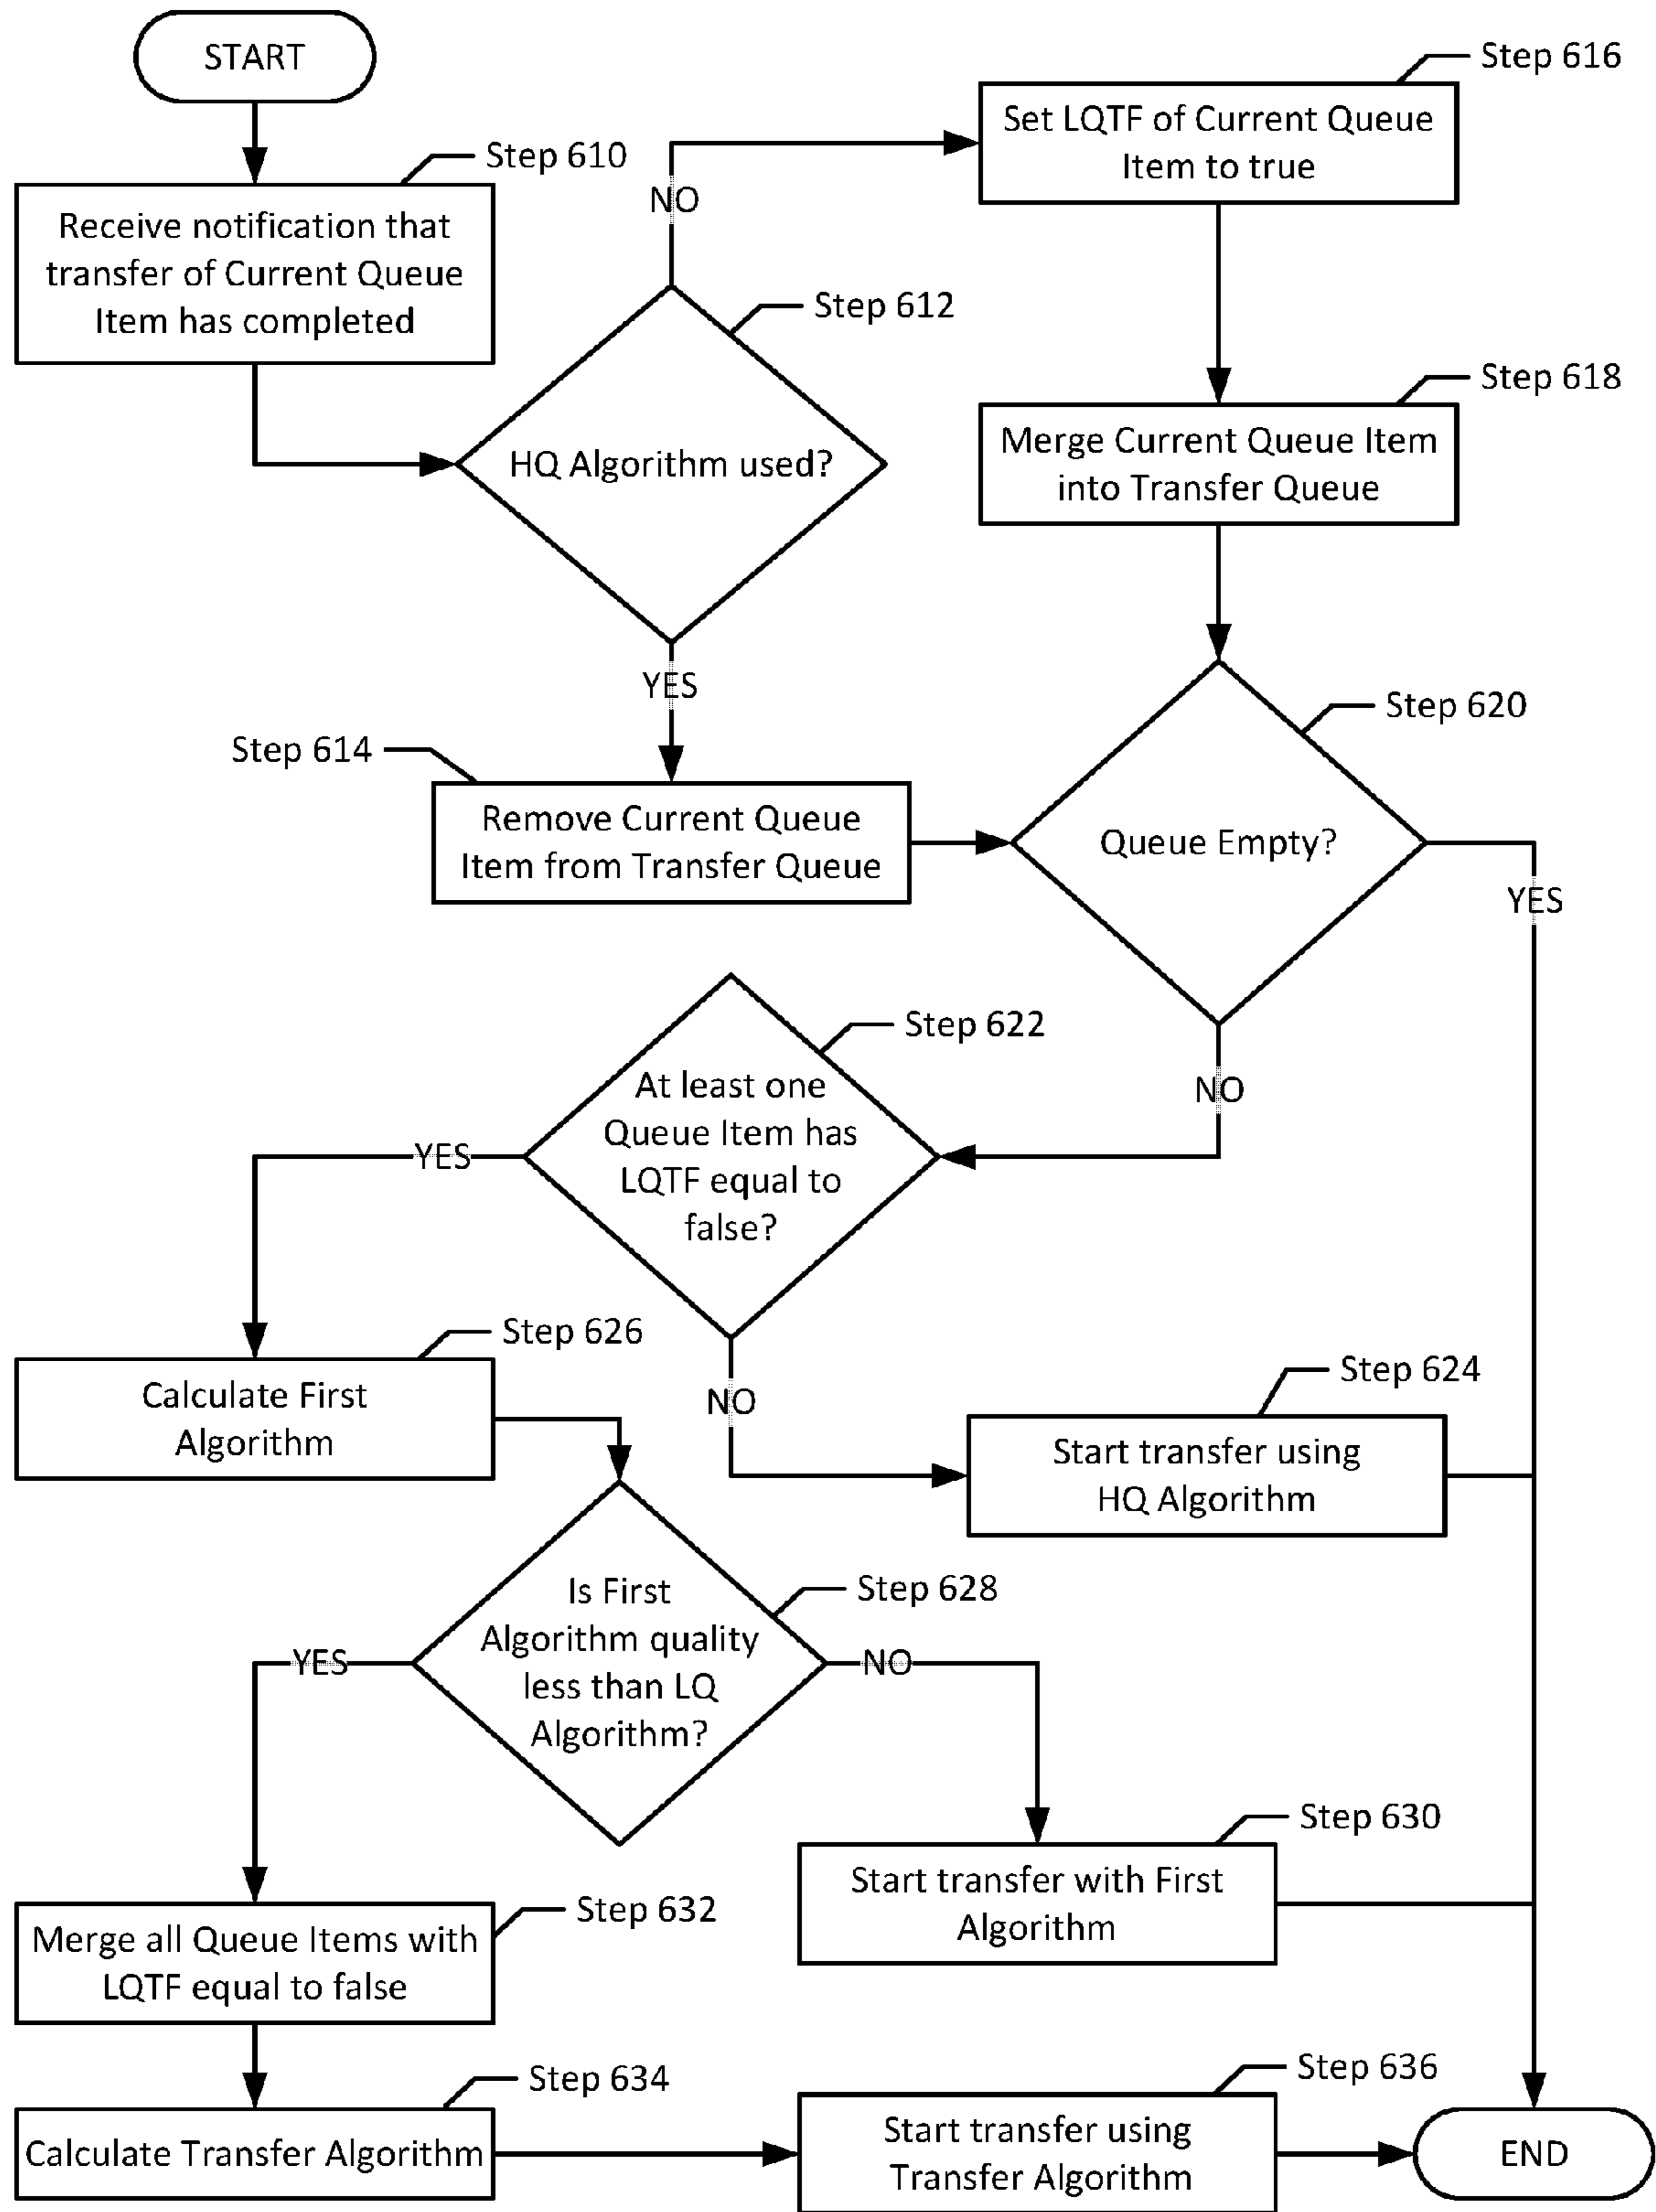 START
Step 610
Receive notification that
transfer of Current Queue
Item has completed
Step 612
HQ Algorithm used?
NO
YES
Step 616
Set LQTF of Current Queue
Item to true
Step 618
Merge Current Queue Item
into Transfer Queue
Step 614
Remove Current Queue
Item from Transfer Queue
Step 620
Queue Empty?
YES
NO
Step 622
At least one
Queue Item has
LQTF equal to
false?
YES
NO
Step 626
Calculate First
Algorithm
Step 624
Start transfer using
HQ Algorithm
Step 628
Is First
Algorithm quality
less than LQ
Algorithm?
YES
NO
Step 630
Start transfer with First
Algorithm
Step 632
Merge all Queue Items with
LQTF equal to false
Step 634
Calculate Transfer Algorithm
Step 636
Start transfer using
Transfer Algorithm
END